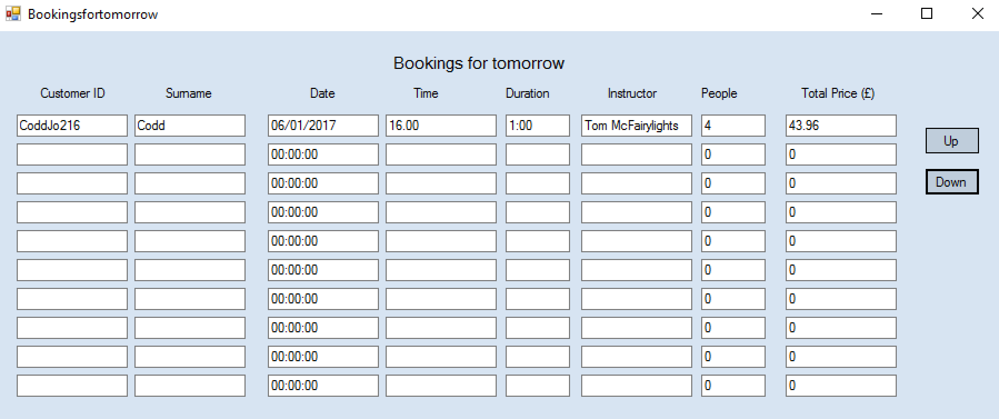 Bookingsfortomorrow
Bookings for tomorrow
Customer ID Surname Date Time Duration Instructor People Total Price (£)
CoddJo216 Codd 06/01/2017 16.00 1:00 Tom McFairylights 4 43.96
Up
00:00:00 0 0
Down
00:00:00 0 0
00:00:00 0 0
00:00:00 0 0
00:00:00 0 0
00:00:00 0 0
00:00:00 0 0
00:00:00 0 0
00:00:00 0 0